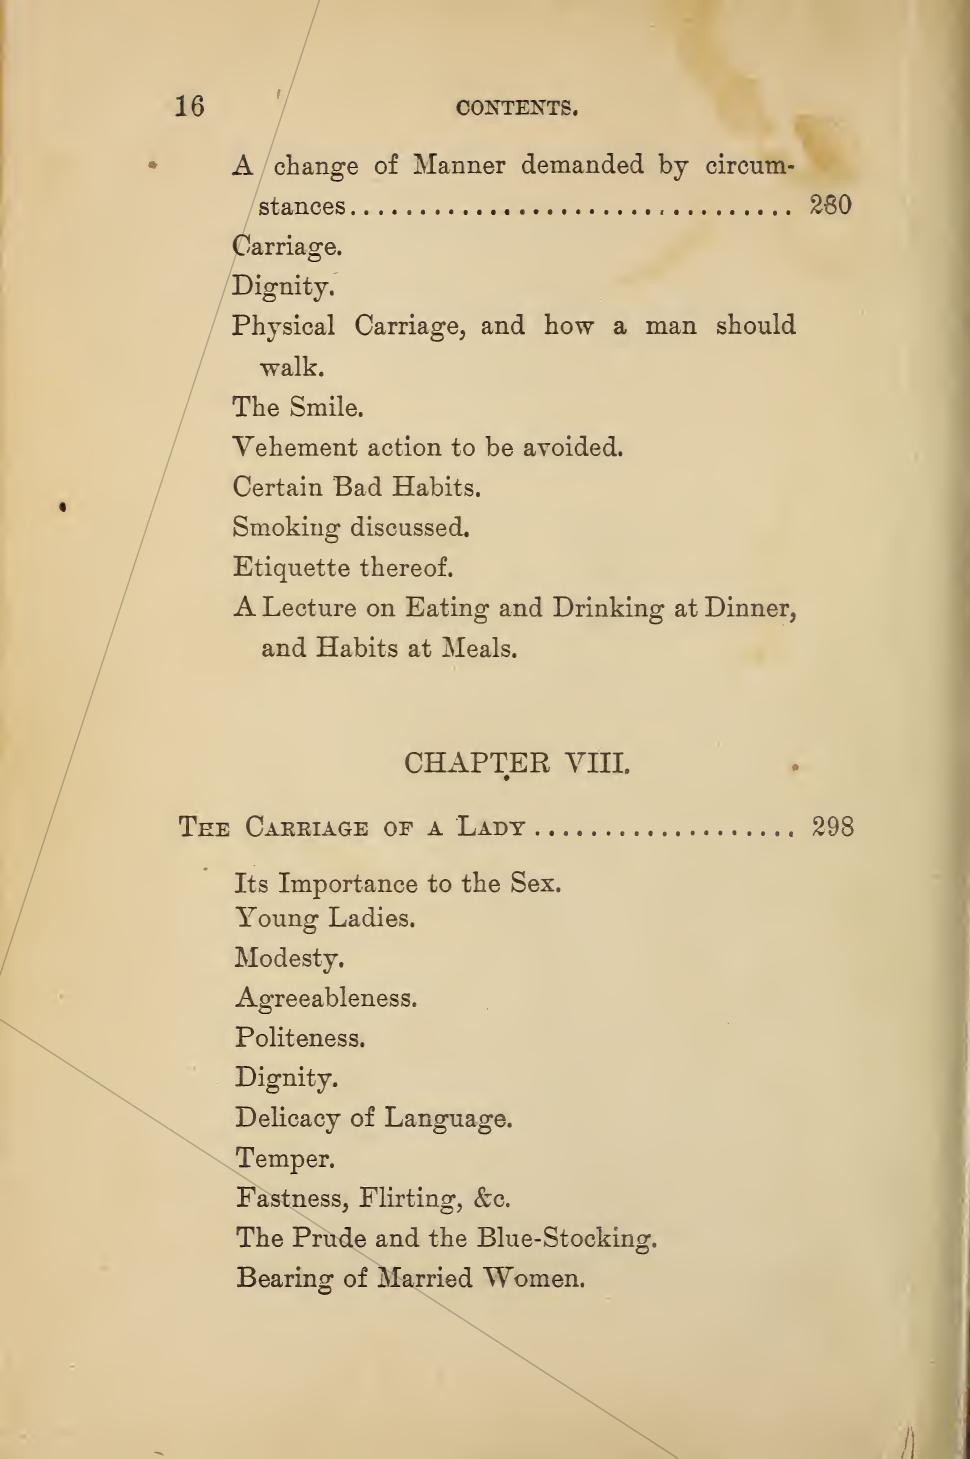 16 CONTENTS.
A change of Manner demanded by circum-
stances................................ 280
Carriage.
Dignity.
Physical Carriage, and how a man should
walk.
The Smile.
Vehement action to be avoided.
Certain Bad Habits.
Smoking discussed.
Etiquette thereof.
A Lecture on Eating and Drinking at Dinner,
and Habits at Meals.
CHAPTER VIII.
THE CARRIAGE OF A LADY................... 298
Its Importance to the Sex.
Young Ladies.
Modesty.
Agreeableness.
Politeness.
Dignity.
Delicacy of Language.
Temper.
Fastness, Flirting, &c.
The Prude and the Blue-Stocking.
Bearing of Married Women.